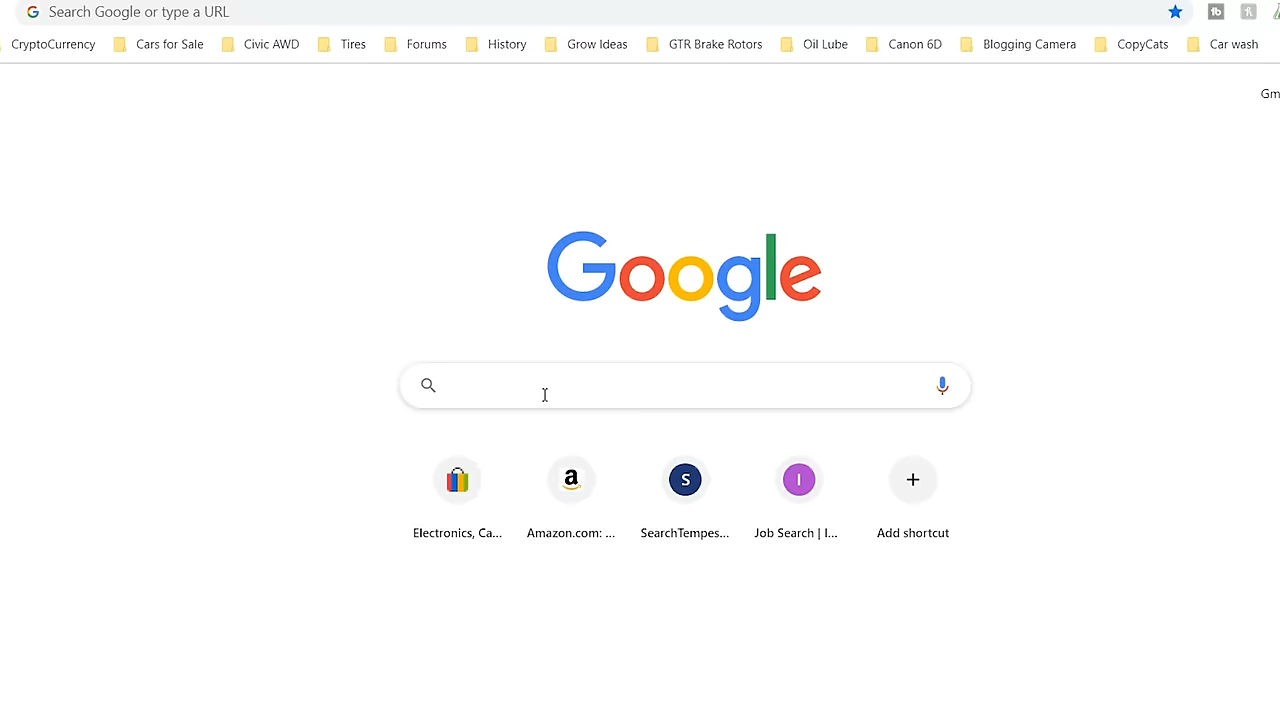 Search Google or type a URL
CryptoCurrency Cars for Sale Civic AWD Tires Forums History Grow Ideas GTR Brake Rotors Oil Lube Canon 6D Blogging Camera CopyCats Car wash
Gm
Google
Electronics, Ca... Amazon.com: ... SearchTempes... Job Search | I... Add shortcut